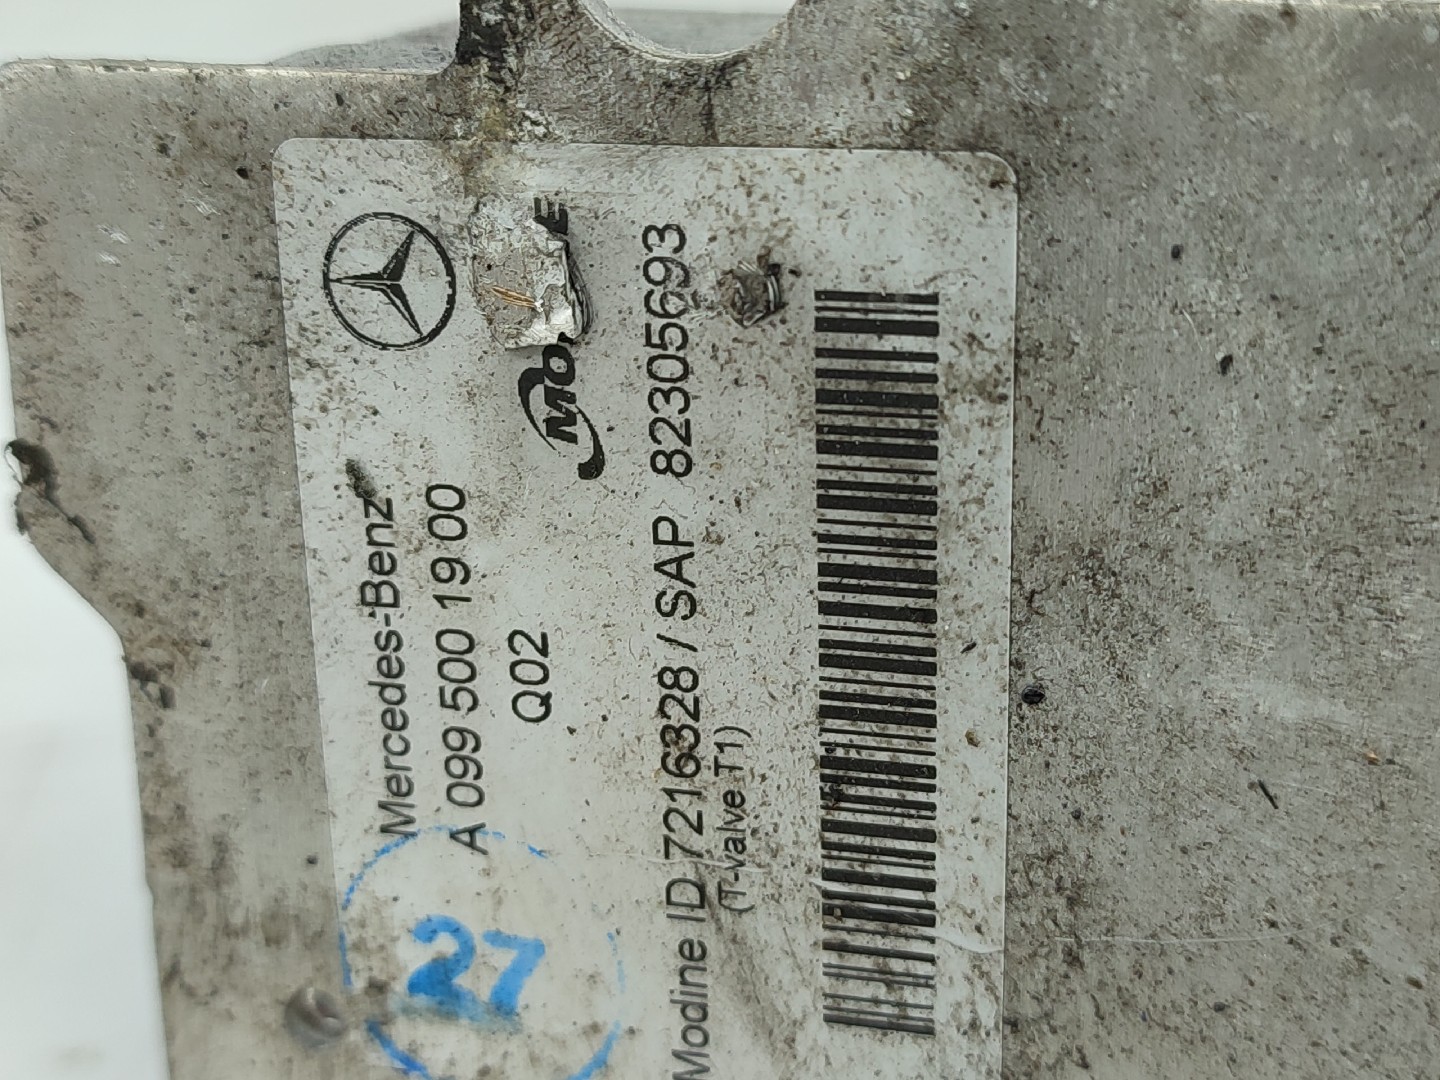 Mercedes-Benz
A 099 500 19 00
Q02
Modine ID 7216328 / SAP 82305693
(T-valve T1)
27